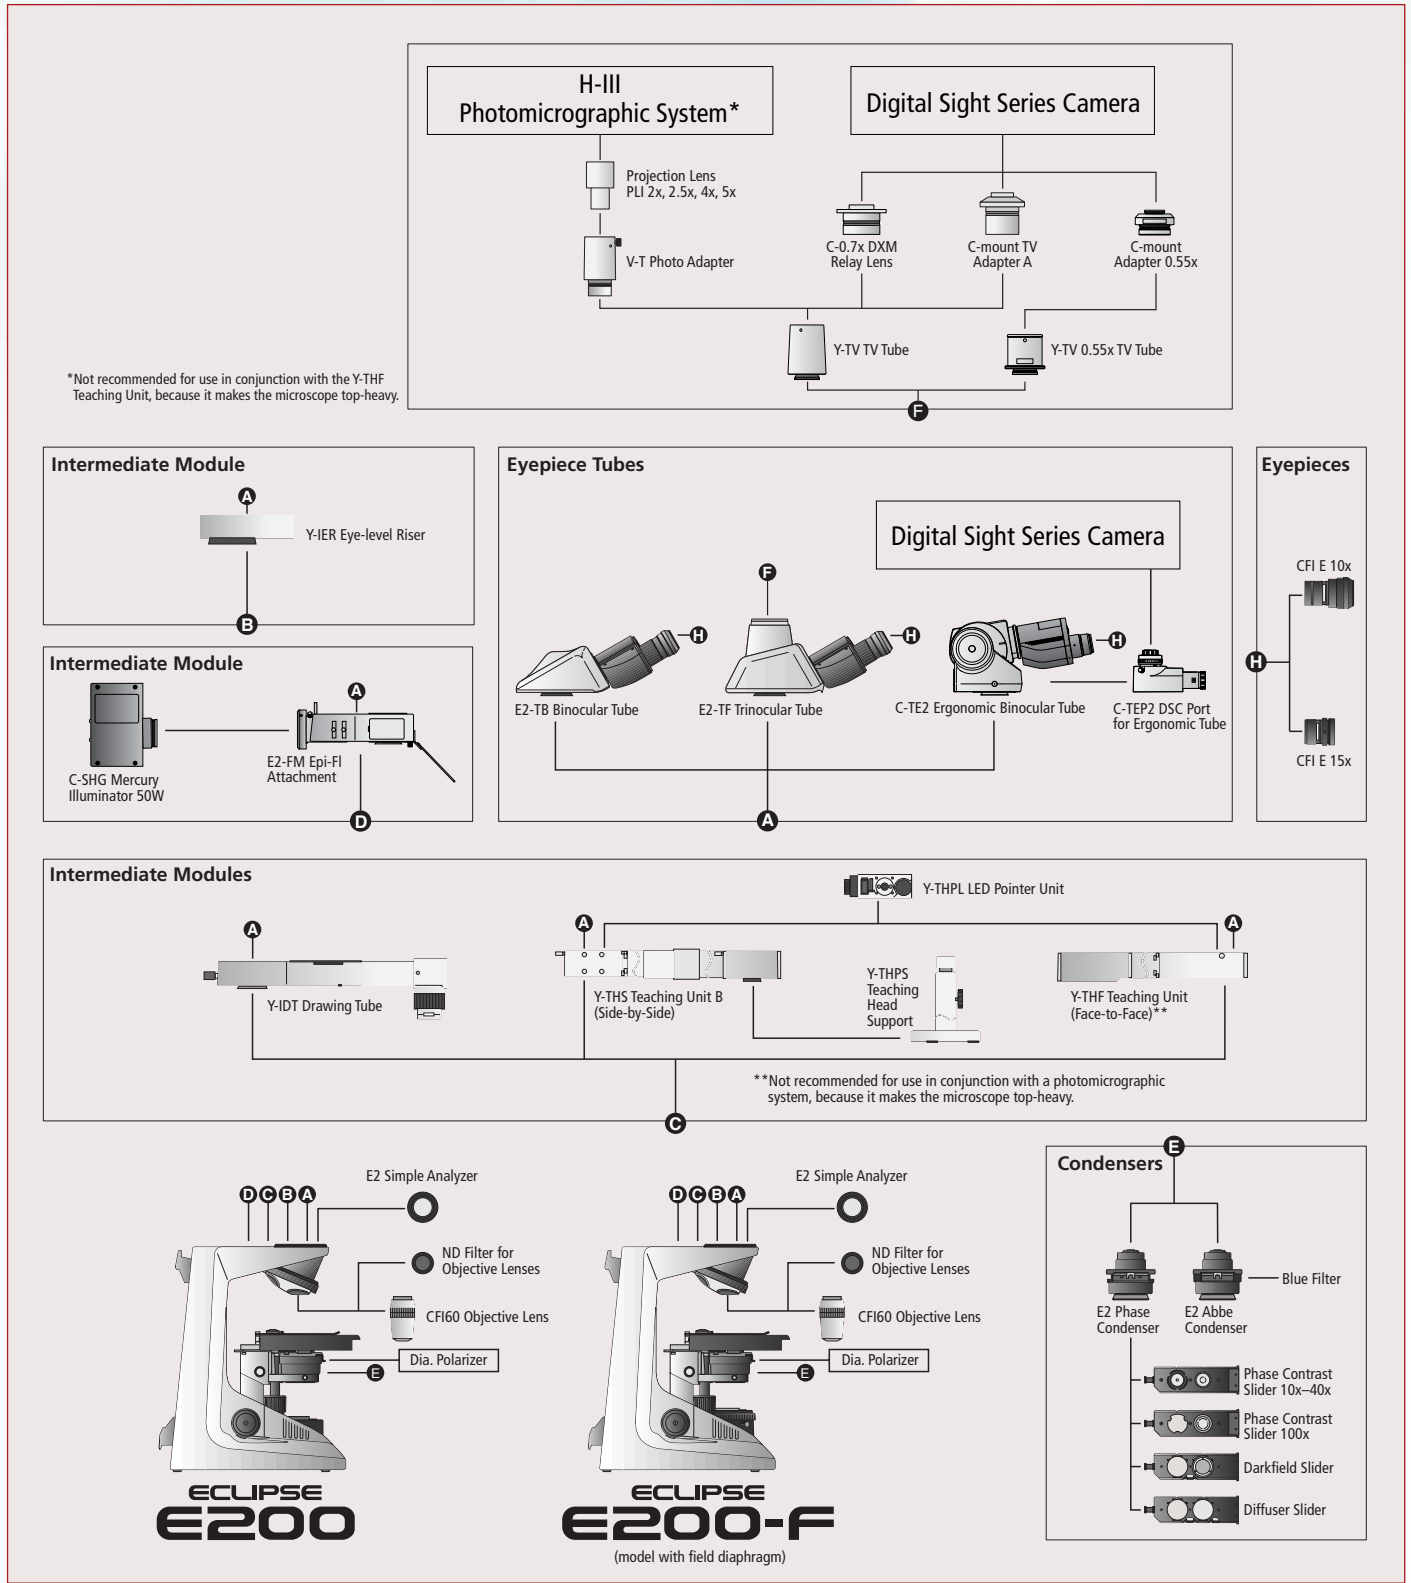 H-III
Photomicrographic System*
Digital Sight Series Camera
Projection Lens
PLI 2x, 2.5x, 4x, 5x
V-T Photo Adapter
C-0.7x DXM
Relay Lens
C-mount TV
Adapter A
C-mount
Adapter 0.55x
Y-TV TV Tube
Y-TV 0.55x TV Tube
*Not recommended for use in conjunction with the Y-THF
Teaching Unit, because it makes the microscope top-heavy.
F
Intermediate Module
A
Y-IER Eye-level Riser
B
Intermediate Module
A
C-SHG Mercury
Illuminator 50W
E2-FM Epi-Fl
Attachment
D
Eyepiece Tubes
Digital Sight Series Camera
F
H
H
H
E2-TB Binocular Tube
E2-TF Trinocular Tube
C-TE2 Ergonomic Binocular Tube
C-TEP2 DSC Port
for Ergonomic Tube
A
Eyepieces
CFI E 10x
H
CFI E 15x
Intermediate Modules
Y-THPL LED Pointer Unit
A
A
A
Y-IDT Drawing Tube
Y-THS Teaching Unit B
(Side-by-Side)
Y-THPS
Teaching
Head
Support
Y-THF Teaching Unit
(Face-to-Face)**
**Not recommended for use in conjunction with a photomicrographic
system, because it makes the microscope top-heavy.
C
E2 Simple Analyzer
D C B A
ND Filter for
Objective Lenses
CFI60 Objective Lens
Dia. Polarizer
E
ECLIPSE
E200
E2 Simple Analyzer
D C B A
ND Filter for
Objective Lenses
CFI60 Objective Lens
Dia. Polarizer
E
ECLIPSE
E200-F
(model with field diaphragm)
E
Condensers
Blue Filter
E2 Phase
Condenser
E2 Abbe
Condenser
Phase Contrast
Slider 10x–40x
Phase Contrast
Slider 100x
Darkfield Slider
Diffuser Slider